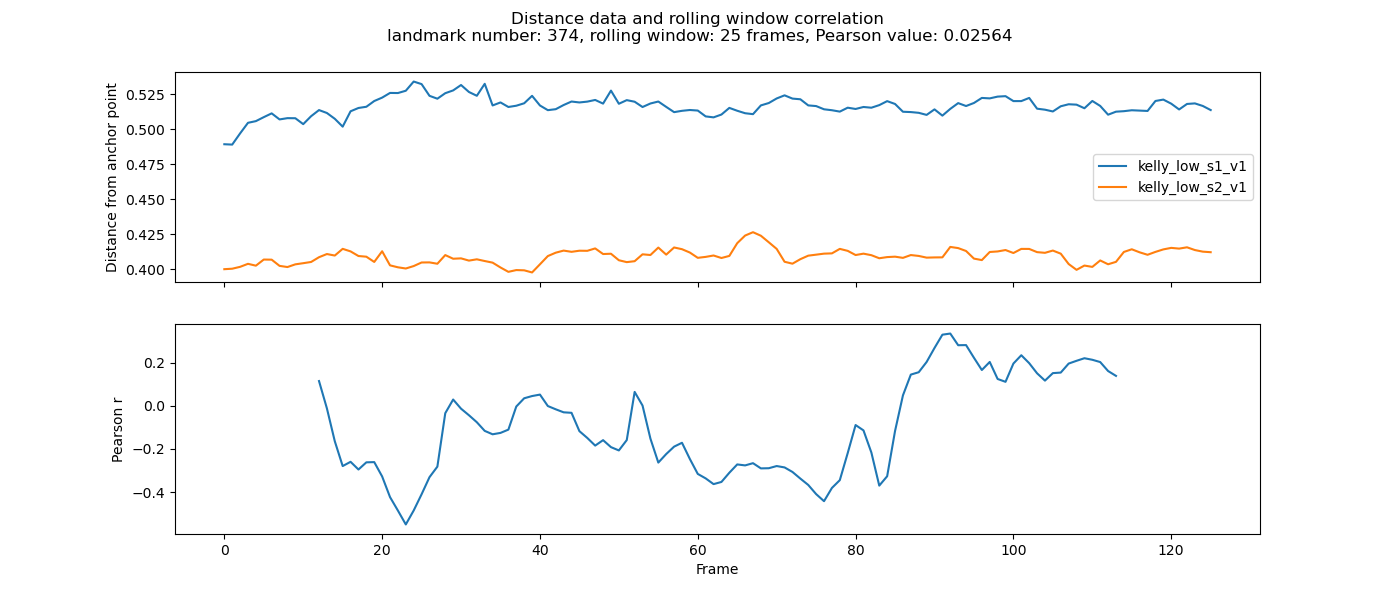 Distance data and rolling window correlation
landmark number: 374, rolling window: 25 frames, Pearson value: 0.02564
Distance from anchor point
0.525
0.500
0.475
0.450
0.425
0.400
kelly_low_s1_v1
kelly_low_s2_v1
Pearson r
0.2
0.0
−0.2
−0.4
0 20 40 60 80 100 120
Frame